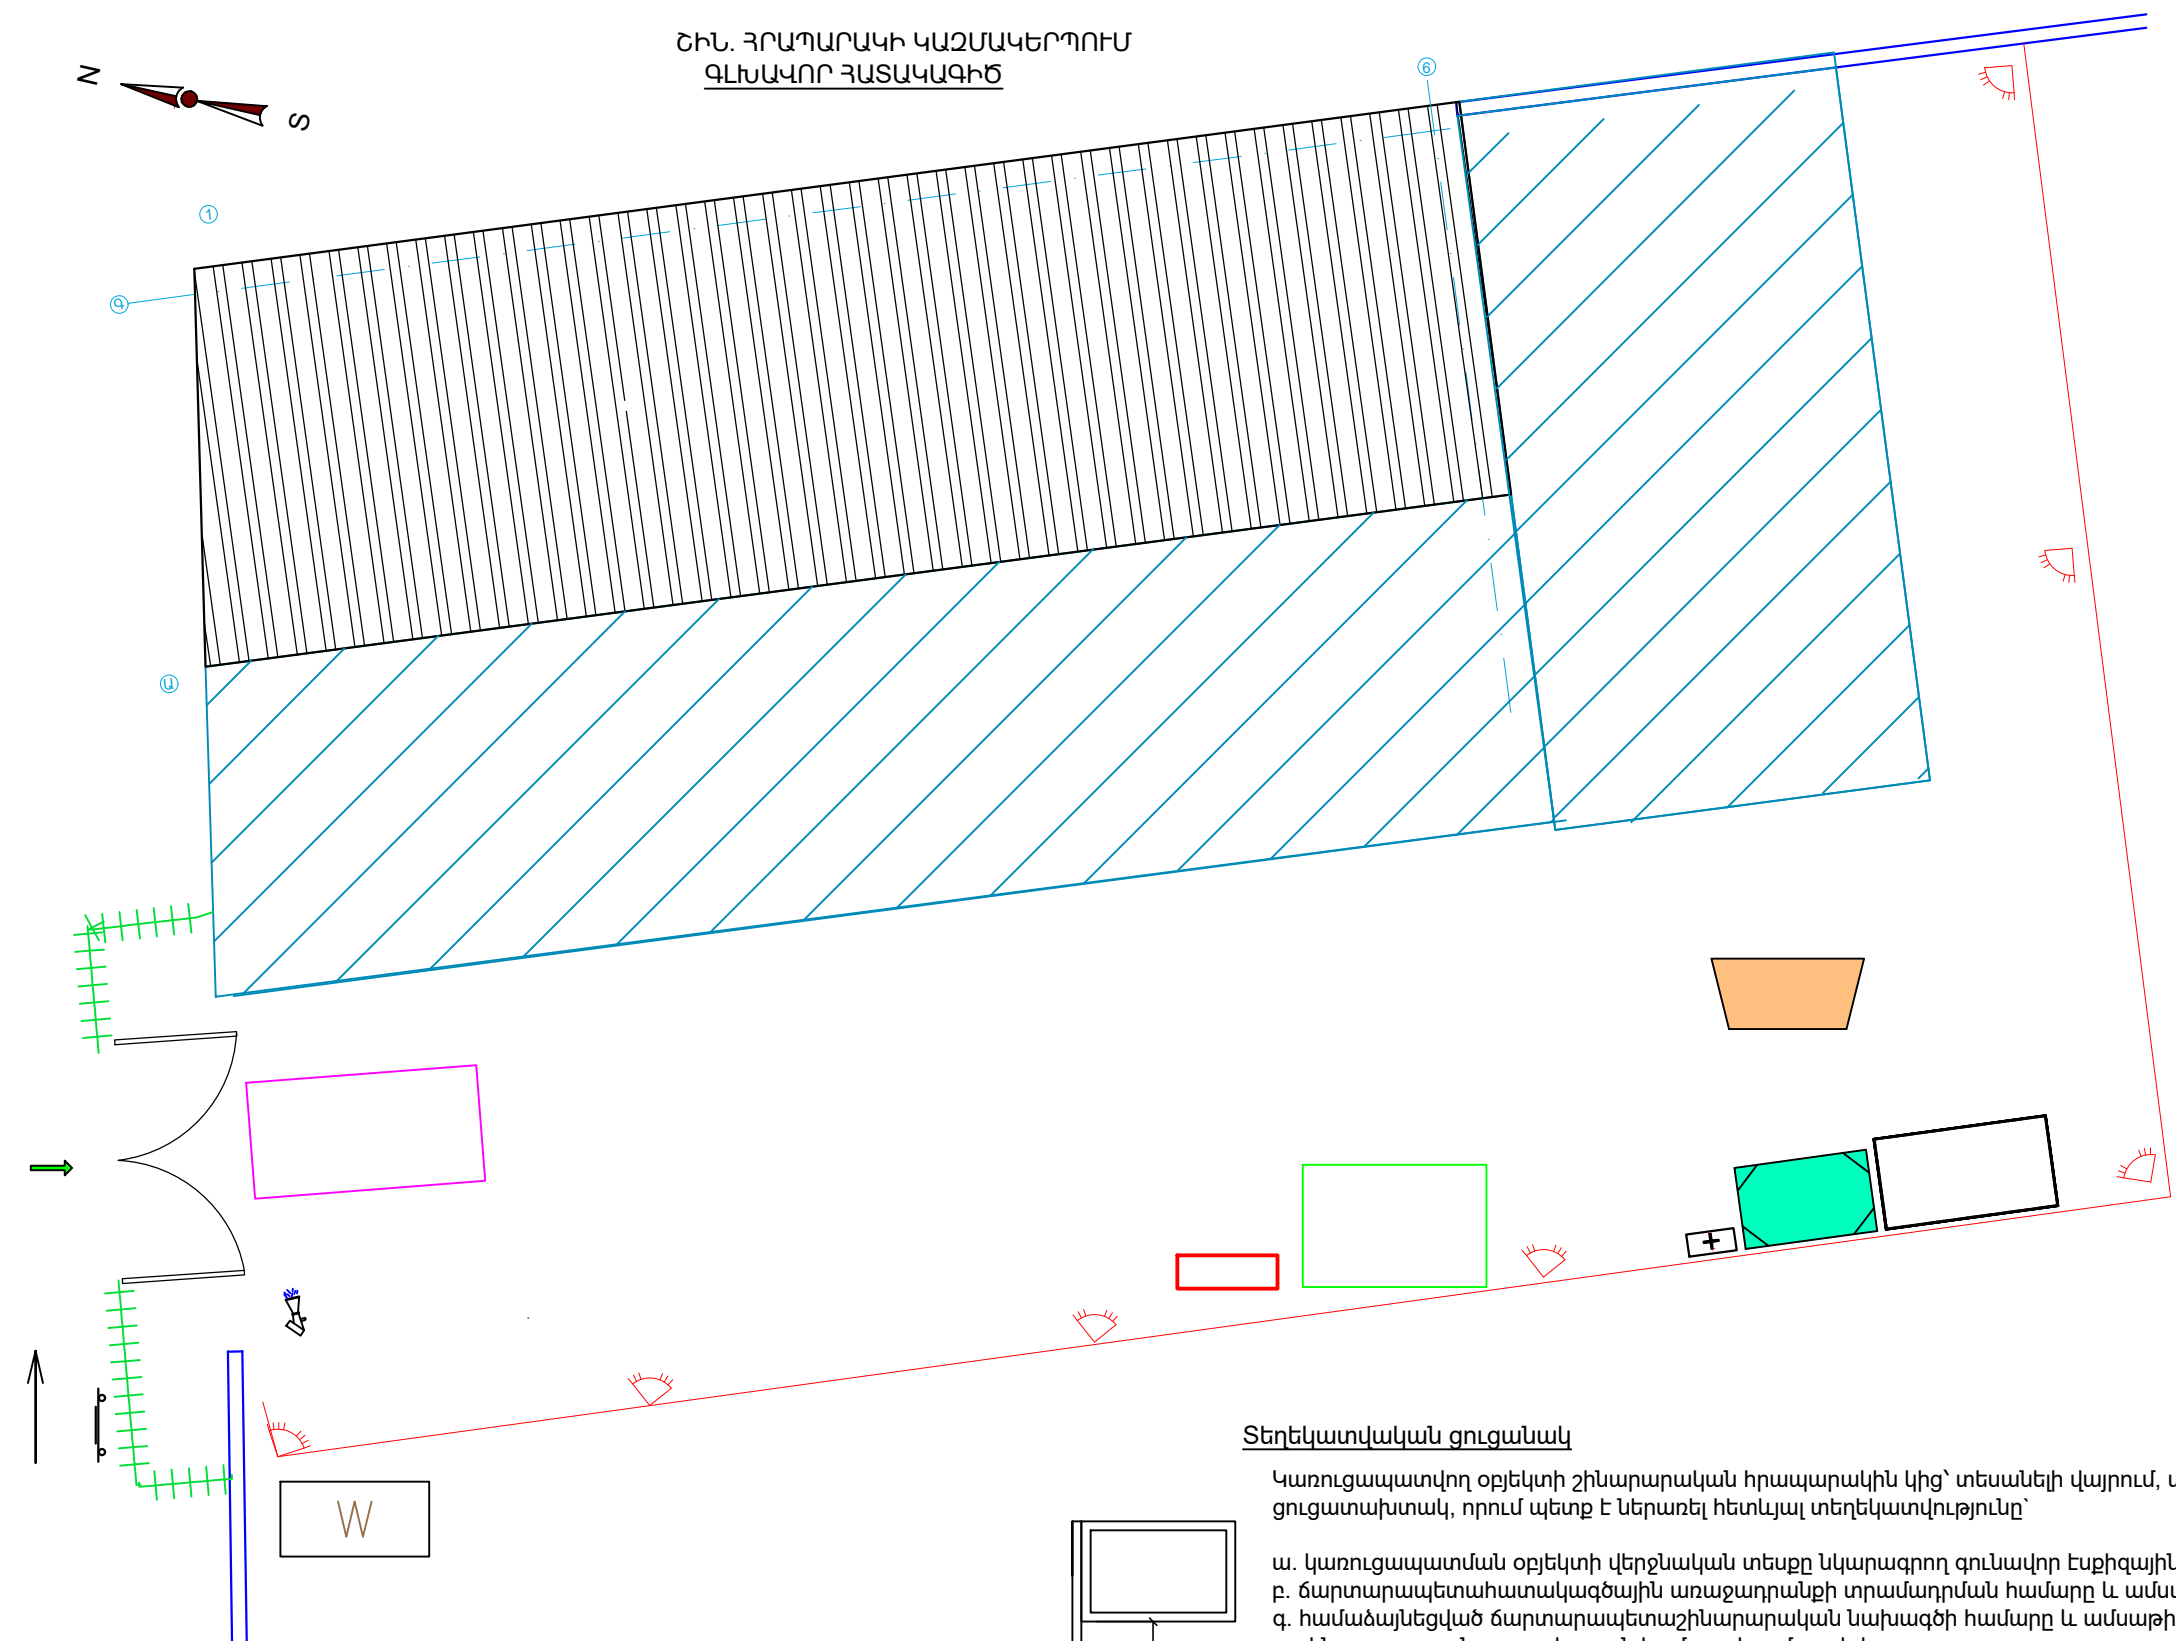 ՇԻՆ. ՀՐԱՊԱՐԱԿԻ ԿԱԶՄԱԿԵՐՊՈՒՄ
ԳԼԽԱՎՈՐ ՀԱՏԱԿԱԳԻԾ
N
S
6
1
Գ
Ա
W
Տեղեկատվական ցուցանակ
Կառուցապատվող օբյեկտի շինարարական հրապարակին կից՝ տեսանելի վայրում,
ցուցատախտակ, որում պետք է ներառել հետևյալ տեղեկատվությունը՝
ա. կառուցապատման օբյեկտի վերջնական տեսքը նկարագրող գունավոր էսքիզային
բ. ճարտարապետահատակագծային առաջադրանքի տրամադրման համարը և
գ. համաձայնեցված ճարտարապետաշինարարական նախագծի համարը և